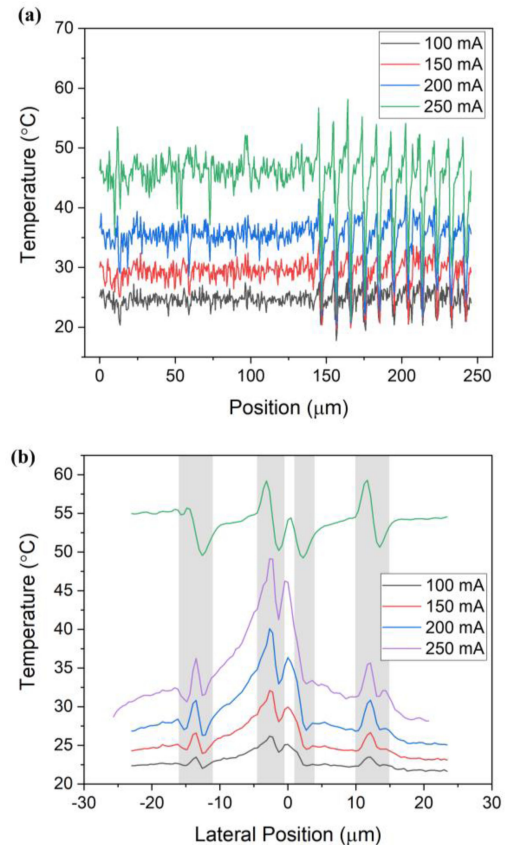 (a)
70
60
50
40
30
20
Temperature (°C)
100 mA
150 mA
200 mA
250 mA
0 50 100 150 200 250
Position (μm)
(b)
60
55
50
45
40
35
30
25
20
Temperature (°C)
100 mA
150 mA
200 mA
250 mA
-30 -20 -10 0 10 20 30
Lateral Position (μm)